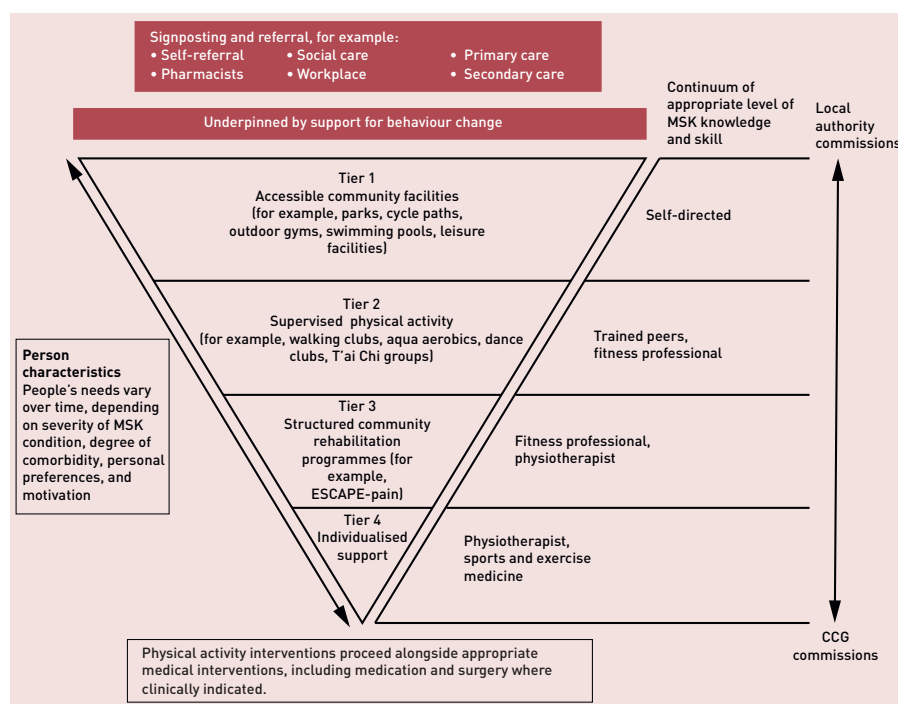 Signposting and referral, for example:
• Self-referral • Social care • Primary care
• Pharmacists • Workplace • Secondary care
Underpinned by support for behaviour change
Continuum of
appropriate level of
MSK knowledge
and skill
Local
authority
commissions
Tier 1
Accessible community facilities
(for example, parks, cycle paths,
outdoor gyms, swimming pools, leisure
facilities)
Self-directed
Tier 2
Supervised physical activity
(for example, walking clubs, aqua aerobics, dance
clubs, T'ai Chi groups)
Trained peers,
fitness professional
Person
characteristics
People's needs vary
over time, depending
on severity of MSK
condition, degree of
comorbidity, personal
preferences, and
motivation
Tier 3
Structured community
rehabilitation
programmes (for
example,
ESCAPE-pain)
Fitness professional,
physiotherapist
Tier 4
Individualised
support
Physiotherapist,
sports and exercise
medicine
CCG
commissions
Physical activity interventions proceed alongside appropriate
medical interventions, including medication and surgery where
clinically indicated.